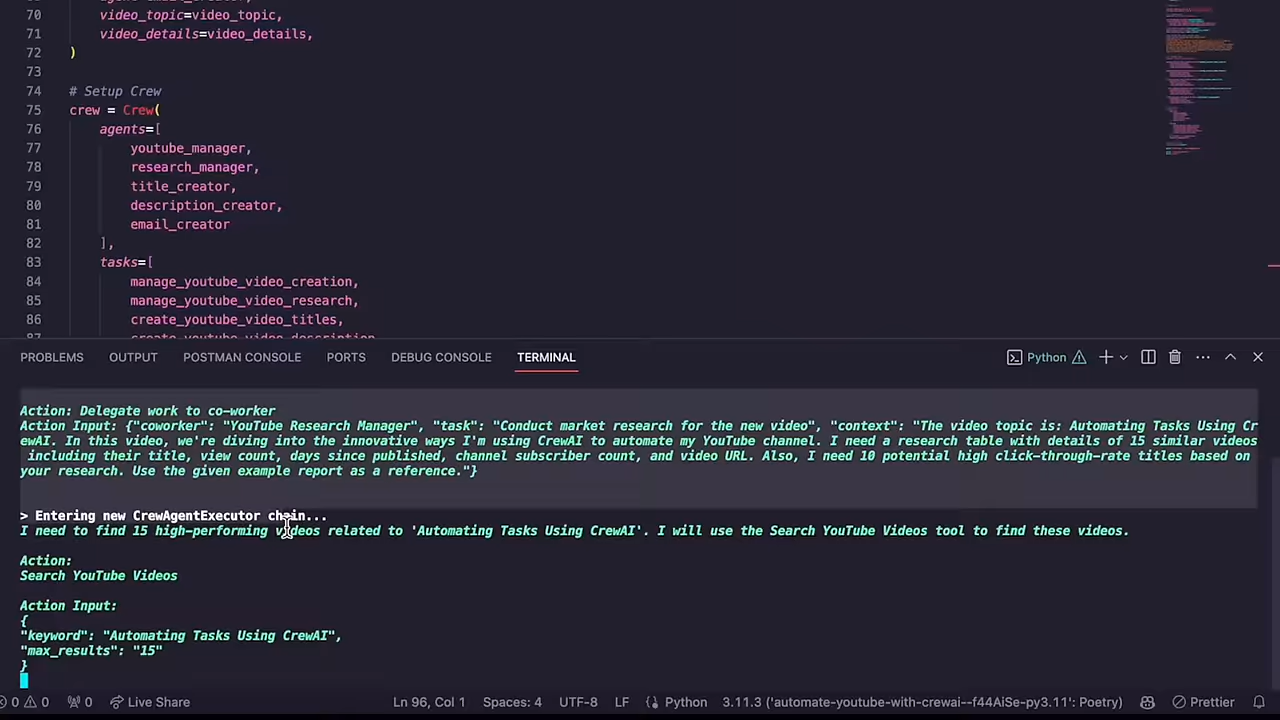 70 video_topic=video_topic,
71 video_details=video_details,
72 )
73
74 # Setup Crew
75 crew = Crew(
76 agents=[
77 youtube_manager,
78 research_manager,
79 title_creator,
80 description_creator,
81 email_creator
82 ],
83 tasks=[
84 manage_youtube_video_creation,
85 manage_youtube_video_research,
86 create_youtube_video_titles,
87 create_youtube_video_description
PROBLEMS OUTPUT POSTMAN CONSOLE PORTS DEBUG CONSOLE TERMINAL Python
Action: Delegate work to co-worker
Action Input: {"coworker": "YouTube Research Manager", "task": "Conduct market research for the new video", "context": "The video topic is: Automating Tasks Using Cr
ewAI. In this video, we're diving into the innovative ways I'm using CrewAI to automate my YouTube channel. I need a research table with details of 15 similar videos
including their title, view count, days since published, channel subscriber count, and video URL. Also, I need 10 potential high click-through-rate titles based on
your research. Use the given example report as a reference."}
> Entering new CrewAgentExecutor chain...
I need to find 15 high-performing videos related to 'Automating Tasks Using CrewAI'. I will use the Search YouTube Videos tool to find these videos.
Action:
Search YouTube Videos
Action Input:
{
"keyword": "Automating Tasks Using CrewAI",
"max_results": "15"
}
0 0 0 Live Share Ln 96, Col 1 Spaces: 4 UTF-8 LF Python 3.11.3 ('automate-youtube-with-crewai--f44AiSe-py3.11': Poetry) Prettier